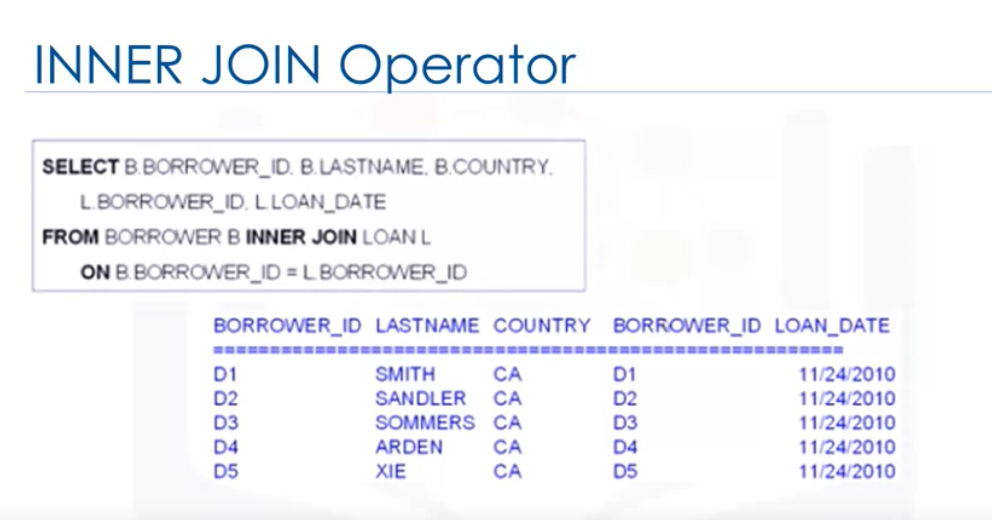 INNER JOIN Operator
SELECT B.BORROWER_ID, B.LASTNAME, B.COUNTRY,
L.BORROWER_ID, L.LOAN_DATE
FROM BORROWER B INNER JOIN LOAN L
ON B.BORROWER_ID = L.BORROWER_ID
BORROWER_ID LASTNAME COUNTRY BORROWER_ID LOAN_DATE
========================================================
D1 SMITH CA D1 11/24/2010
D2 SANDLER CA D2 11/24/2010
D3 SOMMERS CA D3 11/24/2010
D4 ARDEN CA D4 11/24/2010
D5 XIE CA D5 11/24/2010